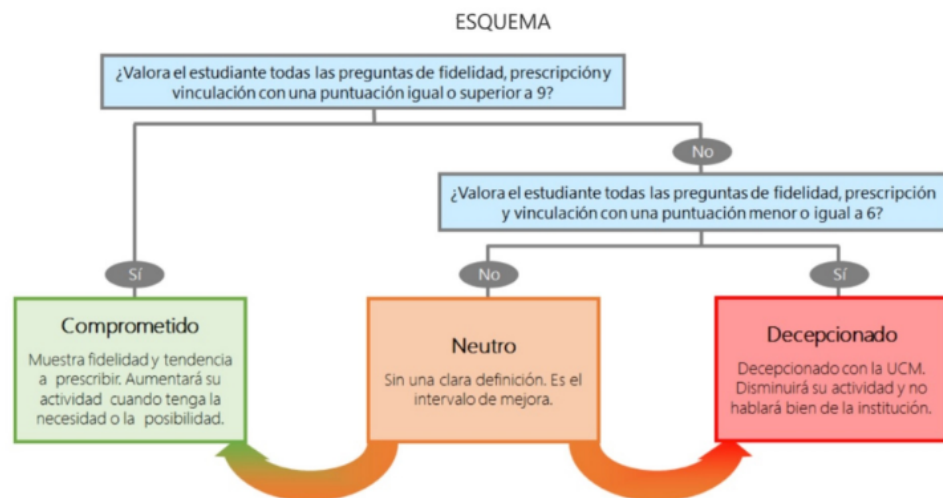 ESQUEMA
¿Valora el estudiante todas las preguntas de fidelidad, prescripción y
vinculación con una puntuación igual o superior a 9?
No
¿Valora el estudiante todas las preguntas de fidelidad, prescripción
y vinculación con una puntuación menor o igual a 6?
Sí
No
Sí
Comprometido
Muestra fidelidad y tendencia
a prescribir. Aumentará su
actividad cuando tenga la
necesidad o la posibilidad.
Neutro
Sin una clara definición. Es el
intervalo de mejora.
Decepcionado
Decepcionado con la UCM.
Disminuirá su actividad y no
hablará bien de la institución.